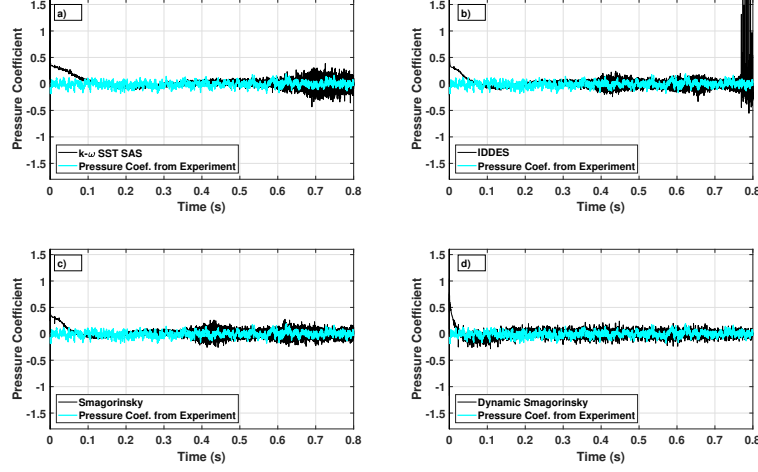 a)
1.5
1
0.5
0
-0.5
-1
-1.5
Pressure Coefficient
k-ω SST SAS
Pressure Coef. from Experiment
0 0.1 0.2 0.3 0.4 0.5 0.6 0.7 0.8
Time (s)
b)
1.5
1
0.5
0
-0.5
-1
-1.5
Pressure Coefficient
IDDES
Pressure Coef. from Experiment
0 0.1 0.2 0.3 0.4 0.5 0.6 0.7 0.8
Time (s)
c)
1.5
1
0.5
0
-0.5
-1
-1.5
Pressure Coefficient
Smagorinsky
Pressure Coef. from Experiment
0 0.1 0.2 0.3 0.4 0.5 0.6 0.7 0.8
Time (s)
d)
1.5
1
0.5
0
-0.5
-1
-1.5
Pressure Coefficient
Dynamic Smagorinsky
Pressure Coef. from Experiment
0 0.1 0.2 0.3 0.4 0.5 0.6 0.7 0.8
Time (s)